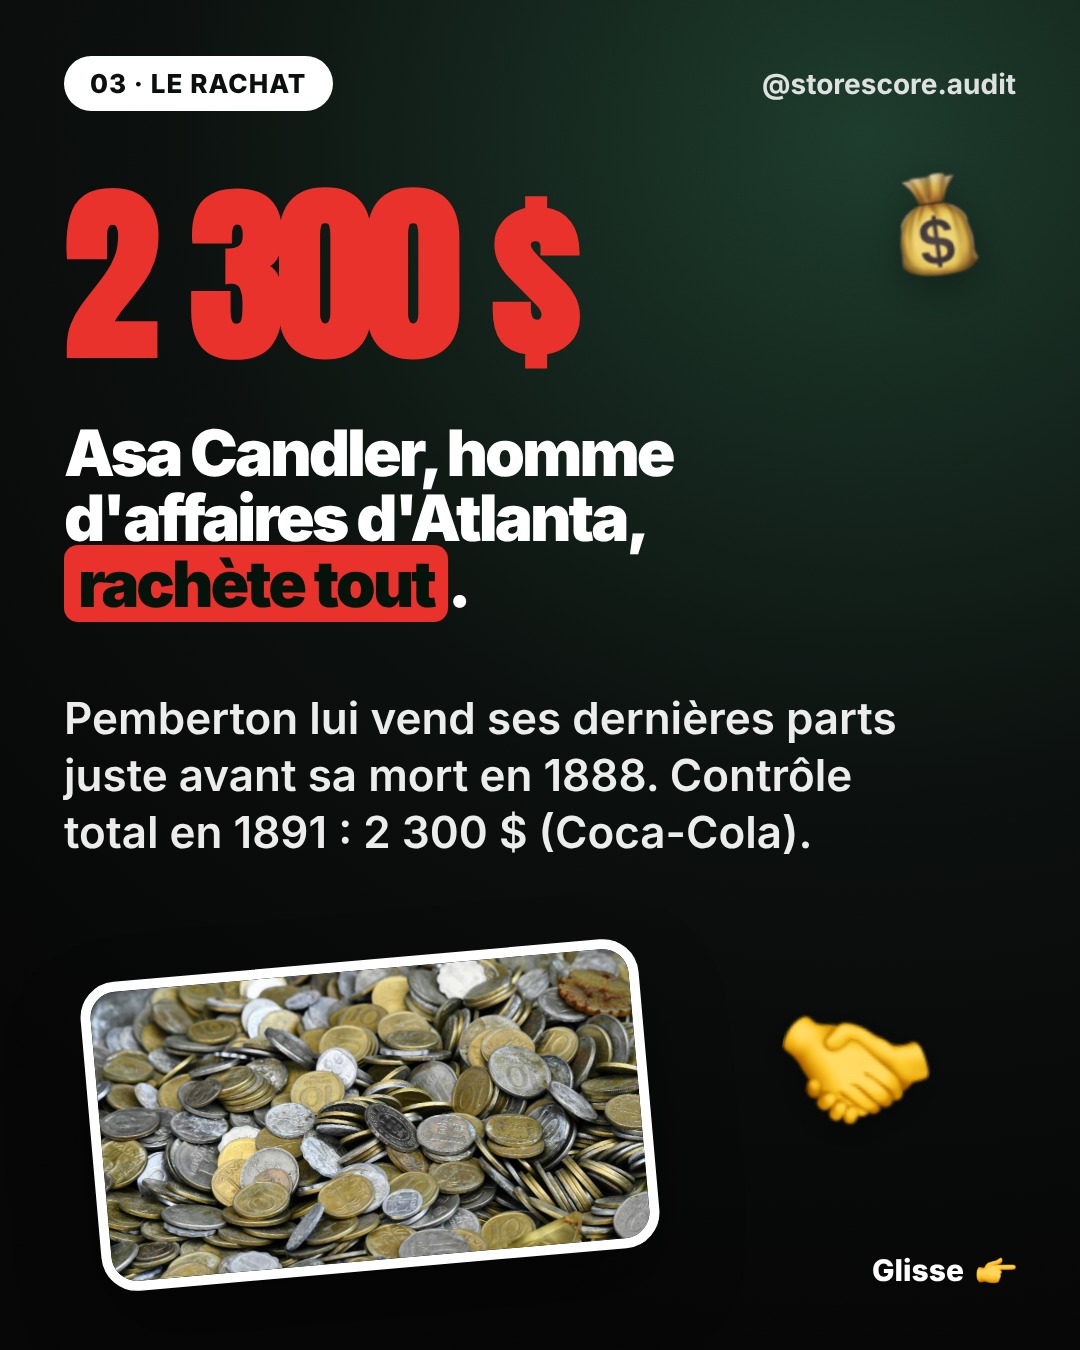 03 · LE RACHAT
@storescore.audit
2 300 $
Asa Candler, homme
d'affaires d'Atlanta,
rachète tout.
Pemberton lui vend ses dernières parts
juste avant sa mort en 1888. Contrôle
total en 1891 : 2 300 $ (Coca-Cola).
Glisse 👉